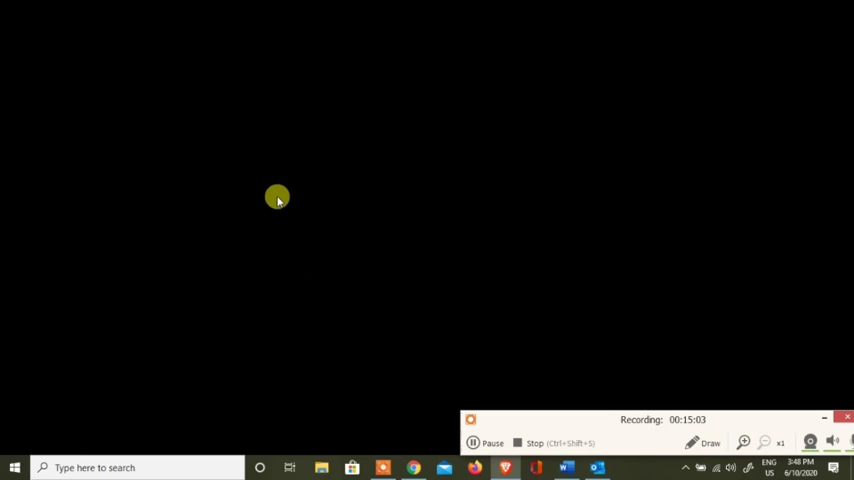 Recording: 00:15:03
Pause
Stop (Ctrl+Shift+S)
Draw
x1
Type here to search
ENG
US
3:48 PM
6/10/2020